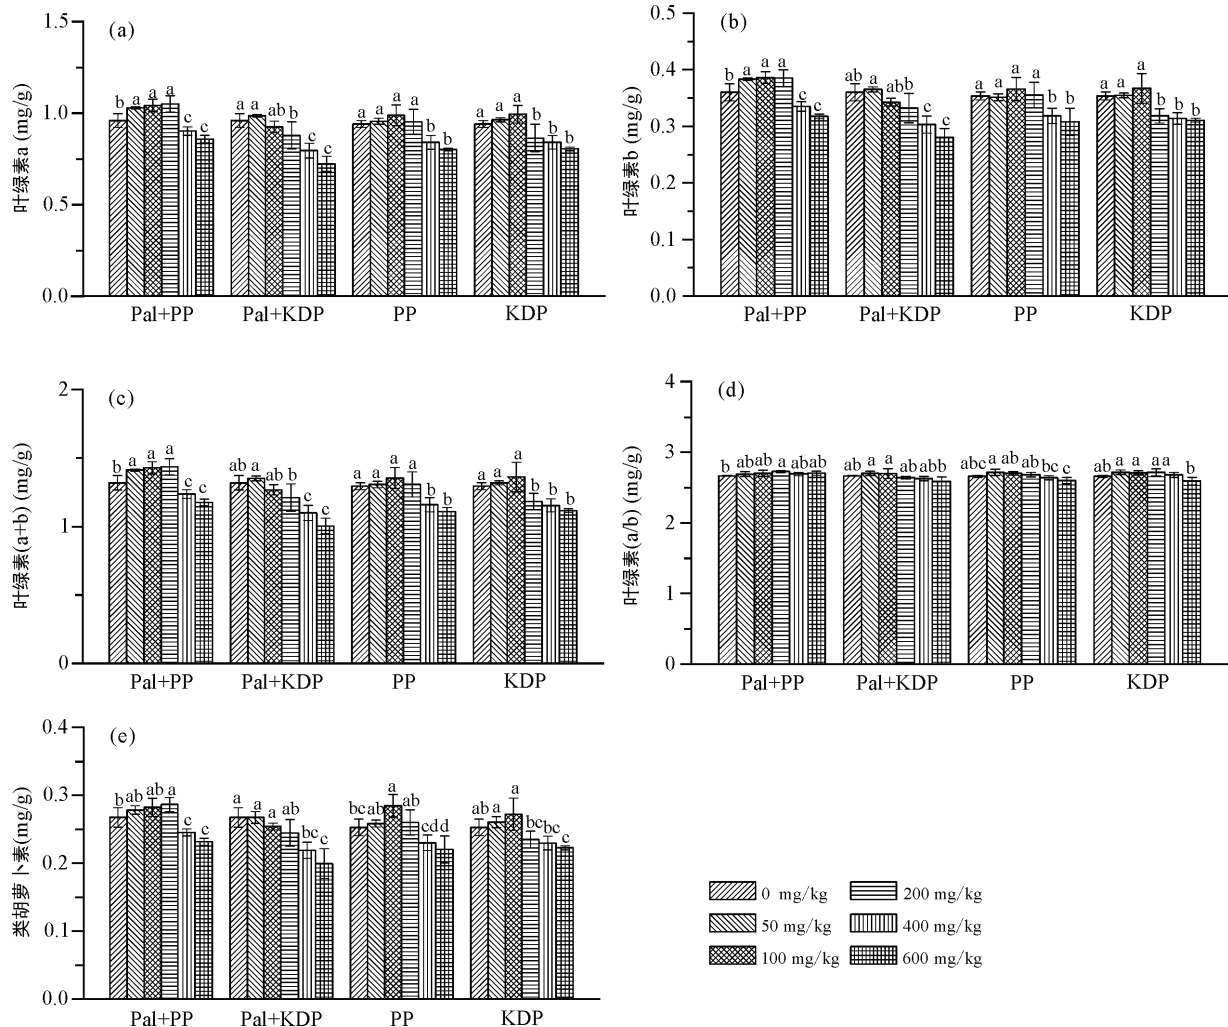 (a)
叶绿素a (mg/g)
1.5
1.0
0.5
0.0
b a a a c c
a a ab b c c
a a a a b b
a a a b b b
Pal+PP Pal+KDP PP KDP
(b)
叶绿素b (mg/g)
0.5
0.4
0.3
0.2
0.1
0.0
b a a a c c
ab a ab b c c
a a a a b b
a a a b b b
Pal+PP Pal+KDP PP KDP
(c)
叶绿素(a+b) (mg/g)
2
1
0
b a a a c c
ab a ab b c c
a a a a b b
a a a b b b
Pal+PP Pal+KDP PP KDP
(d)
叶绿素(a/b) (mg/g)
4
3
2
1
0
b ab ab a ab ab
ab a a ab ab b
abc a ab ab bc c
ab a a a a b
Pal+PP Pal+KDP PP KDP
(e)
类胡萝卜素(mg/g)
0.4
0.3
0.2
0.1
0.0
b ab ab a c c
a a a ab bc c
bc ab a ab cd d
ab a a bc bc c
Pal+PP Pal+KDP PP KDP
0 mg/kg 200 mg/kg
50 mg/kg 400 mg/kg
100 mg/kg 600 mg/kg